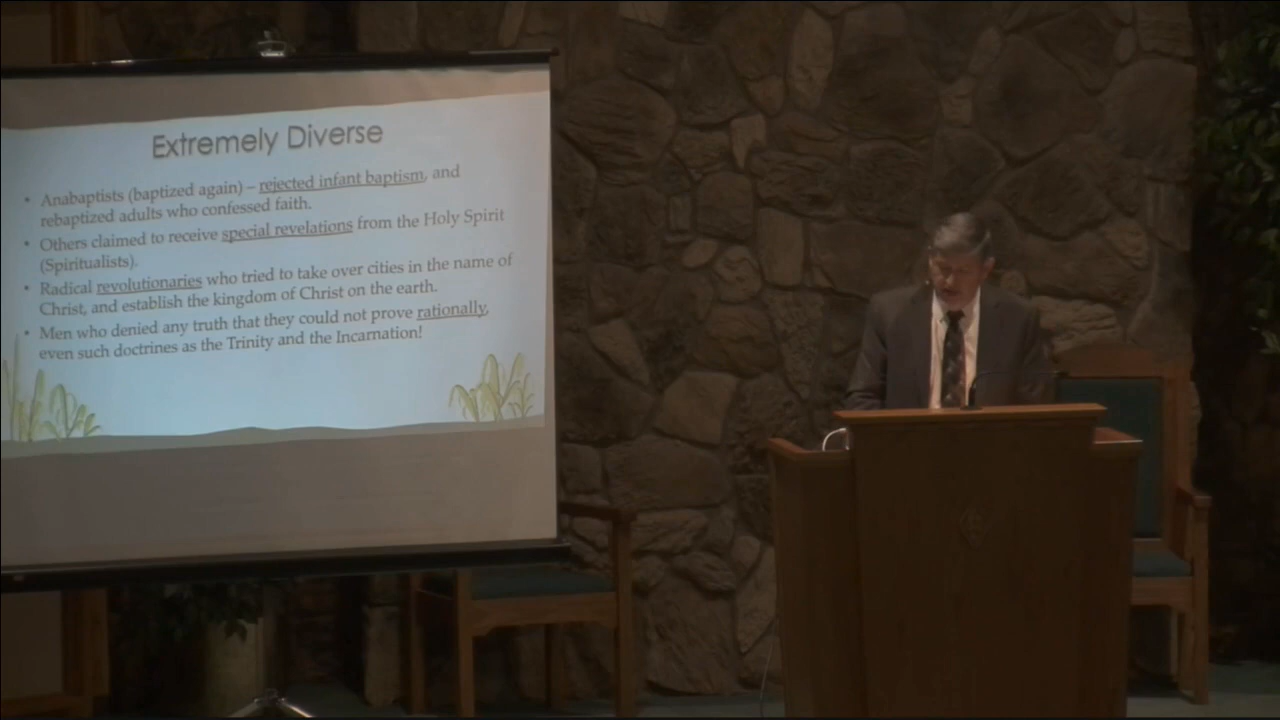 Extremely Diverse
• Anabaptists (baptized again) – rejected infant baptism, and
rebaptized adults who confessed faith.
• Others claimed to receive special revelations from the Holy Spirit
(Spiritualists).
• Radical revolutionaries who tried to take over cities in the name of
Christ, and establish the kingdom of Christ on the earth.
• Men who denied any truth that they could not prove rationally,
even such doctrines as the Trinity and the Incarnation!